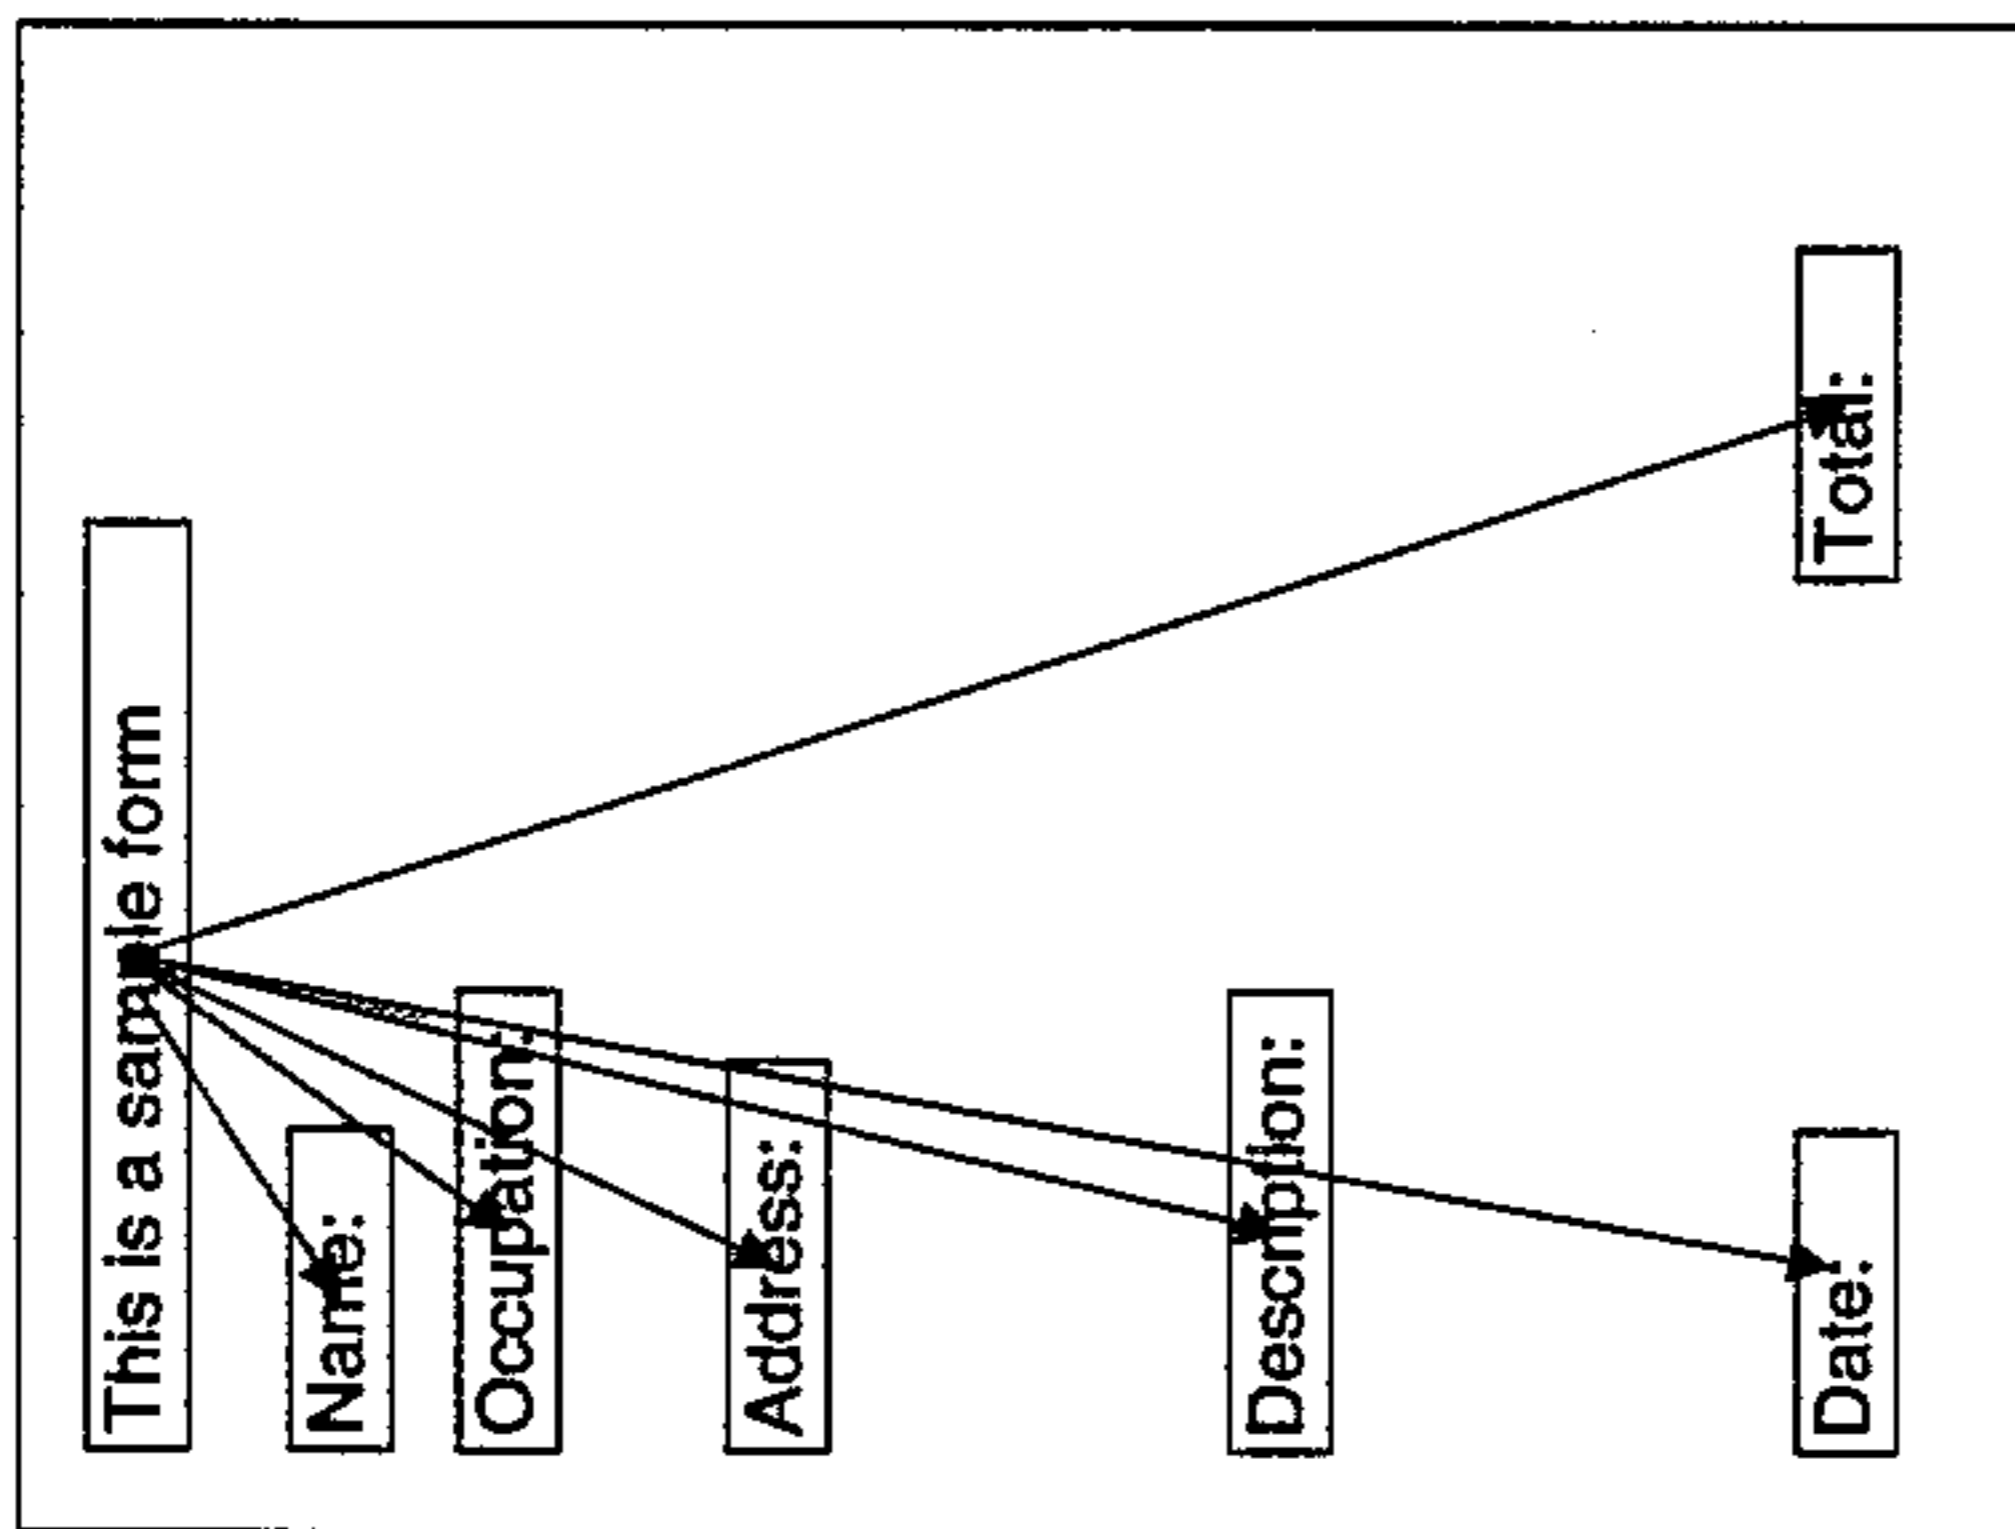 This is a sample form
Name:
Occupation:
Address:
Description:
Date:
Total: